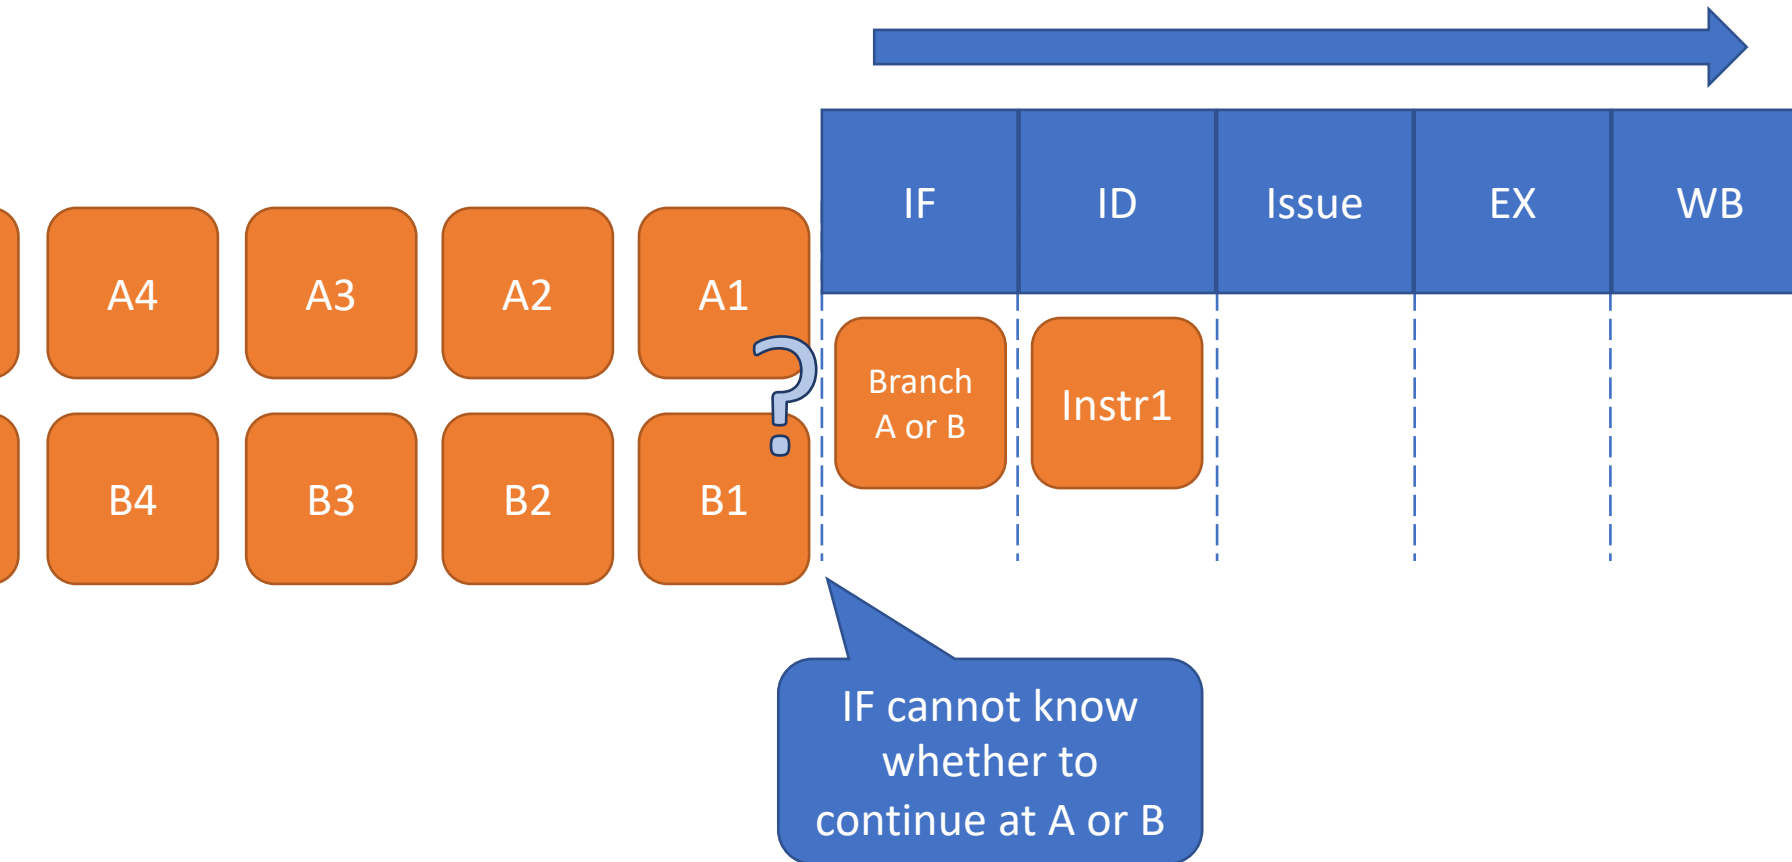 IF ID Issue EX WB
A4 A3 A2 A1
?
Branch
A or B
Instr1
B4 B3 B2 B1
IF cannot know
whether to
continue at A or B